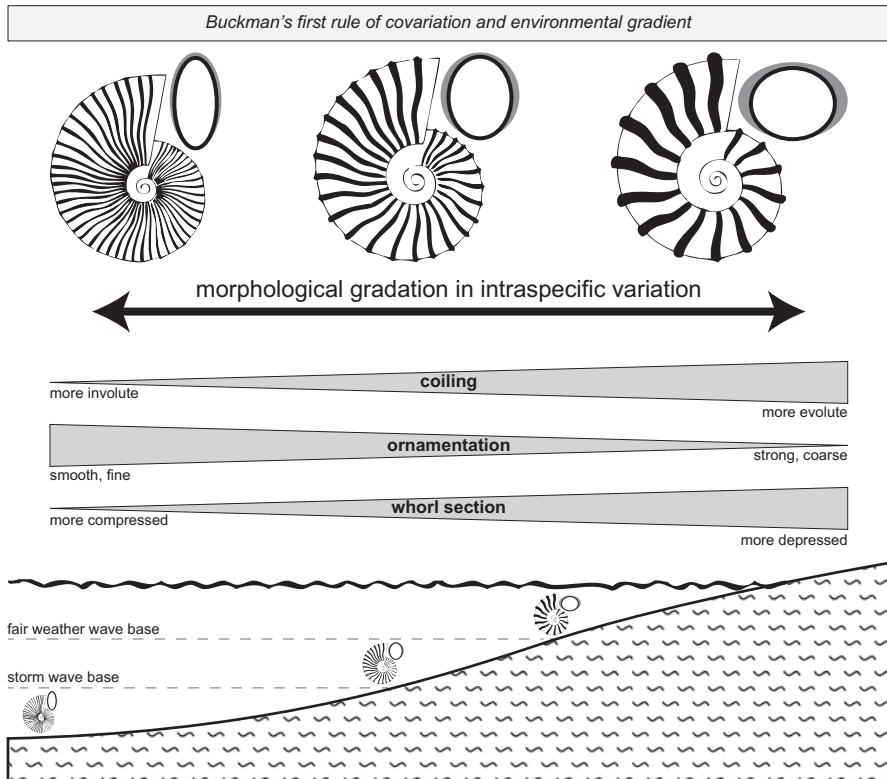 Buckman's first rule of covariation and environmental gradient
morphological gradation in intraspecific variation
coiling
more involute
more evolute
ornamentation
smooth, fine
strong, coarse
whorl section
more compressed
more depressed
fair weather wave base
storm wave base